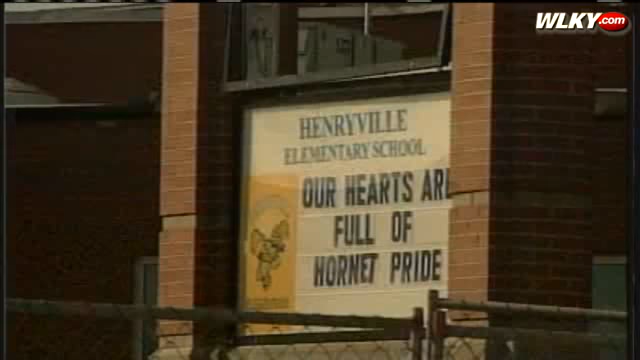 WLKY.com
HENRYVILLE
ELEMENTARY SCHOOL
OUR HEARTS ARE
FULL OF
HORNET PRIDE